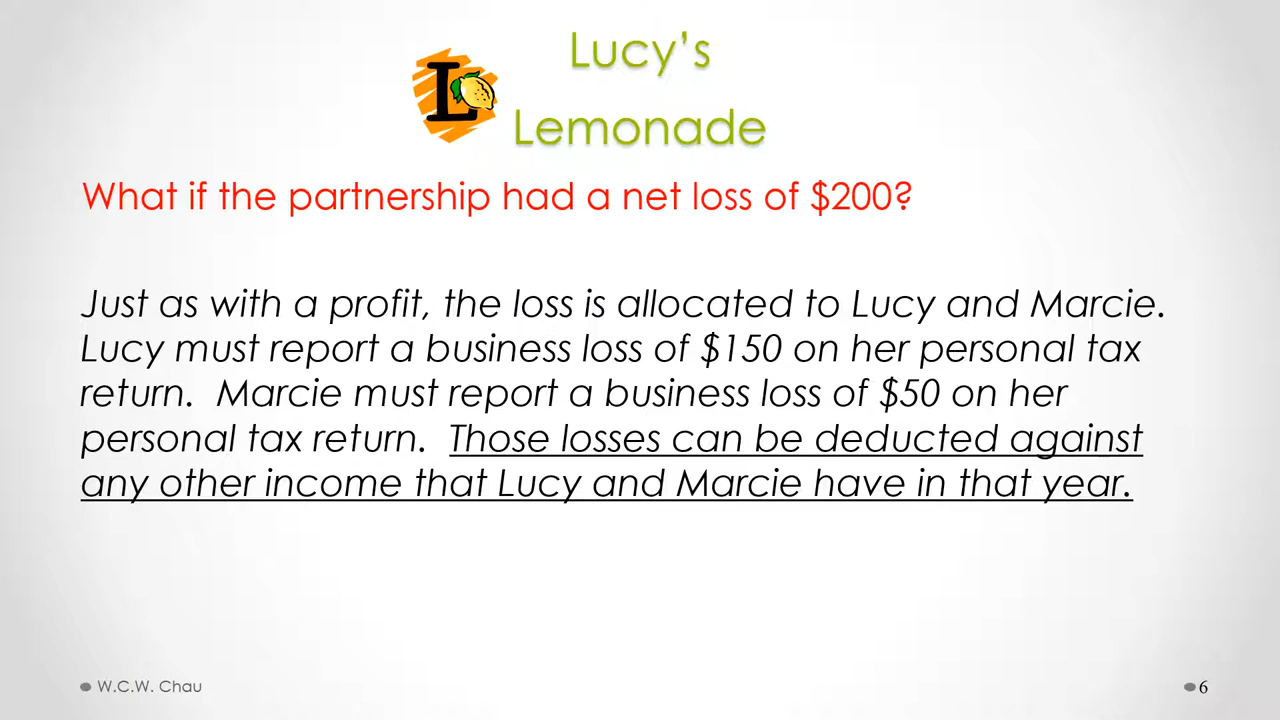 Lucy’s
L
Lemonade
What if the partnership had a net loss of $200?
Just as with a profit, the loss is allocated to Lucy and Marcie.
Lucy must report a business loss of $150 on her personal tax
return.  Marcie must report a business loss of $50 on her
personal tax return.  Those losses can be deducted against
any other income that Lucy and Marcie have in that year.
W.C.W. Chau
6